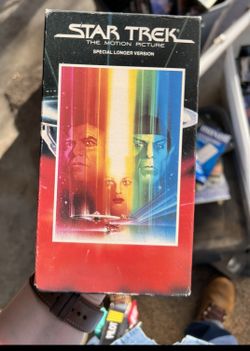 STAR TREK
THE MOTION PICTURE
SPECIAL LONGER VERSION